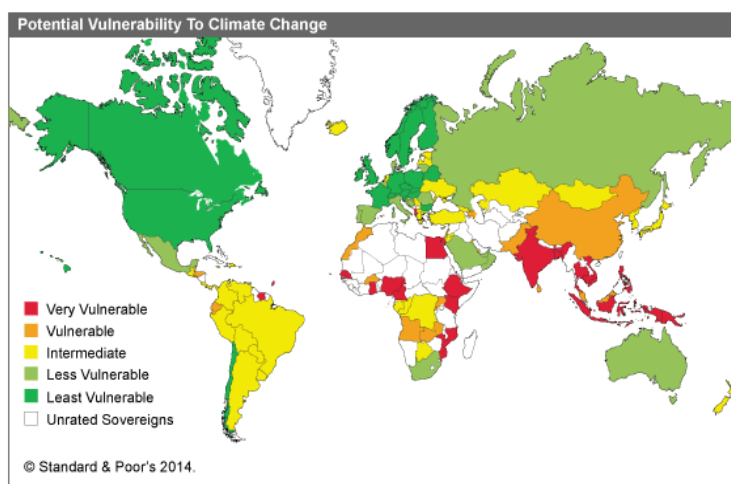 Potential Vulnerability To Climate Change
Very Vulnerable
Vulnerable
Intermediate
Less Vulnerable
Least Vulnerable
Unrated Sovereigns
© Standard & Poor's 2014.